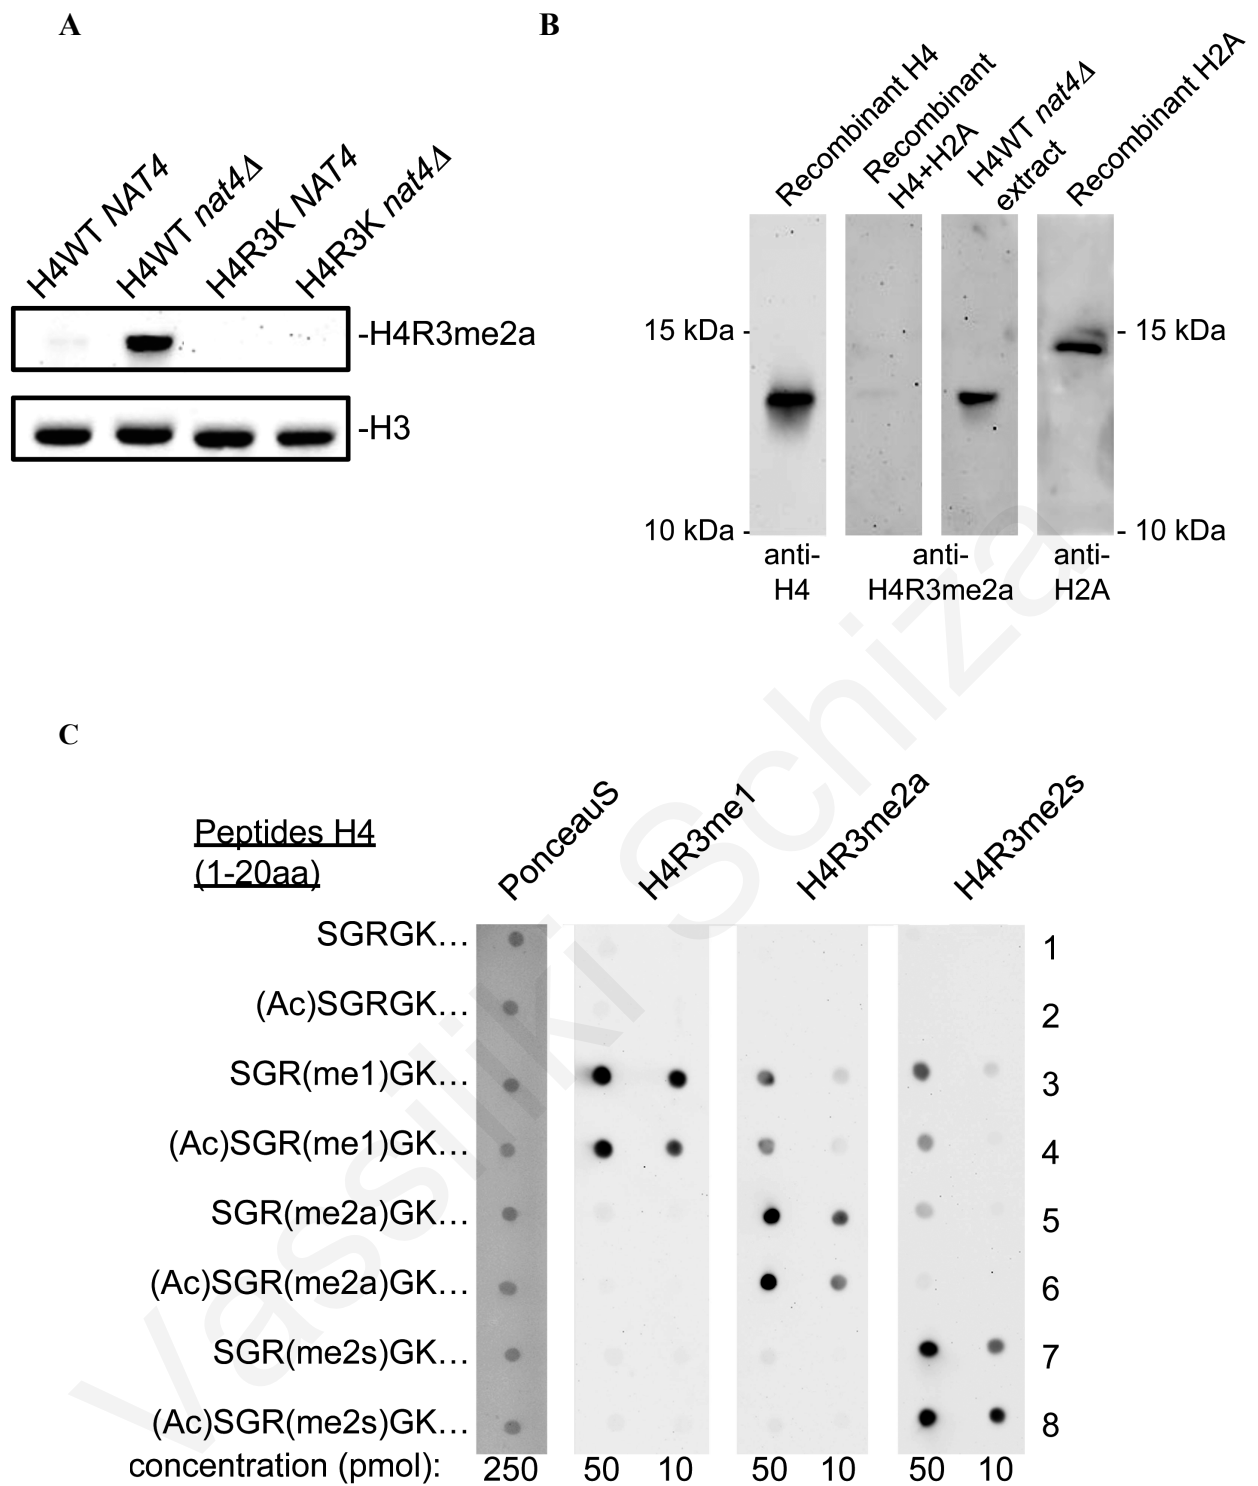 A
H4WT NAT4
H4WT nat4Δ
H4R3K NAT4
H4R3K nat4Δ
-H4R3me2a
-H3
B
Recombinant H4
Recombinant
H4+H2A
H4WT nat4Δ
extract
Recombinant H2A
15 kDa -
- 15 kDa
10 kDa -
- 10 kDa
anti-
H4
anti-
H4R3me2a
anti-
H2A
C
Peptides H4
(1-20aa)
PonceauS
H4R3me1
H4R3me2a
H4R3me2s
SGRGK... 1
(Ac)SGRGK... 2
SGR(me1)GK... 3
(Ac)SGR(me1)GK... 4
SGR(me2a)GK... 5
(Ac)SGR(me2a)GK... 6
SGR(me2s)GK... 7
(Ac)SGR(me2s)GK... 8
concentration (pmol): 250 50 10 50 10 50 10
Vassiliki Schiza